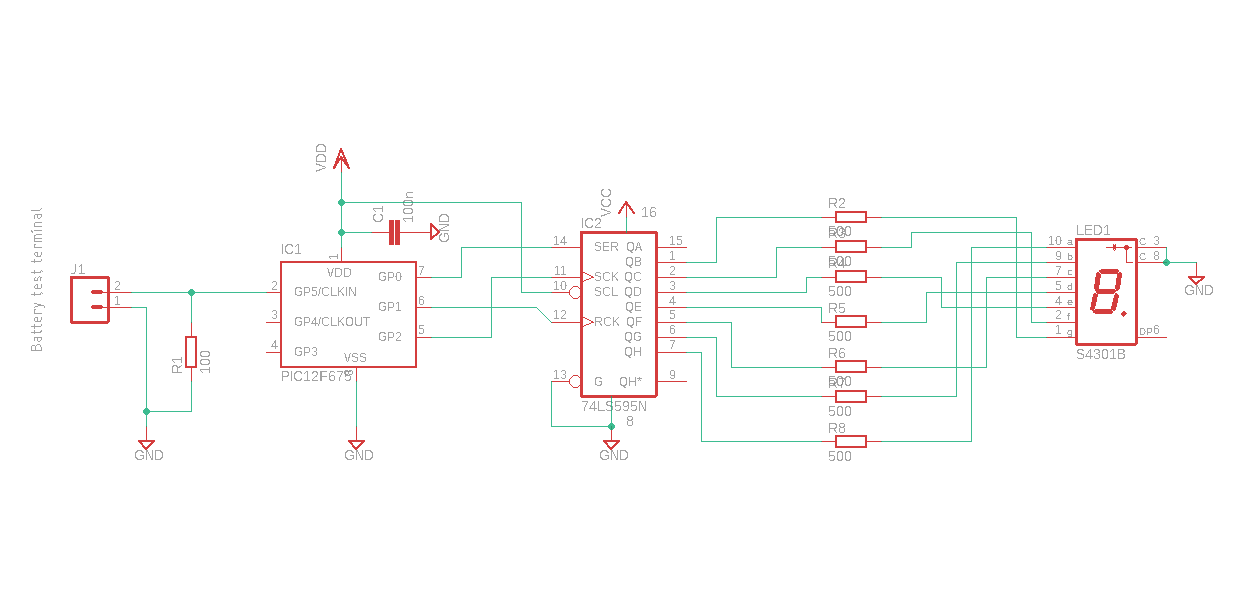 Battery test terminal
J1
2
1
R1
100
GND
VDD
C1
100n
GND
IC1
1
VDD
2
GP5/CLKIN
3
GP4/CLKOUT
4
GP3
GP0
7
GP1
6
GP2
5
VSS
8
PIC12F675
GND
VCC
16
IC2
14
SER
11
SCK
10
SCL
12
RCK
13
G
QA
15
QB
1
QC
2
QD
3
QE
4
QF
5
QG
6
QH
7
QH*
9
74LS595N
8
GND
R2
500
R3
500
R4
500
R5
500
R6
500
R7
500
R8
500
LED1
10
a
9
b
7
c
5
d
4
e
2
f
1
g
C
3
C
8
DP
6
S4301B
GND